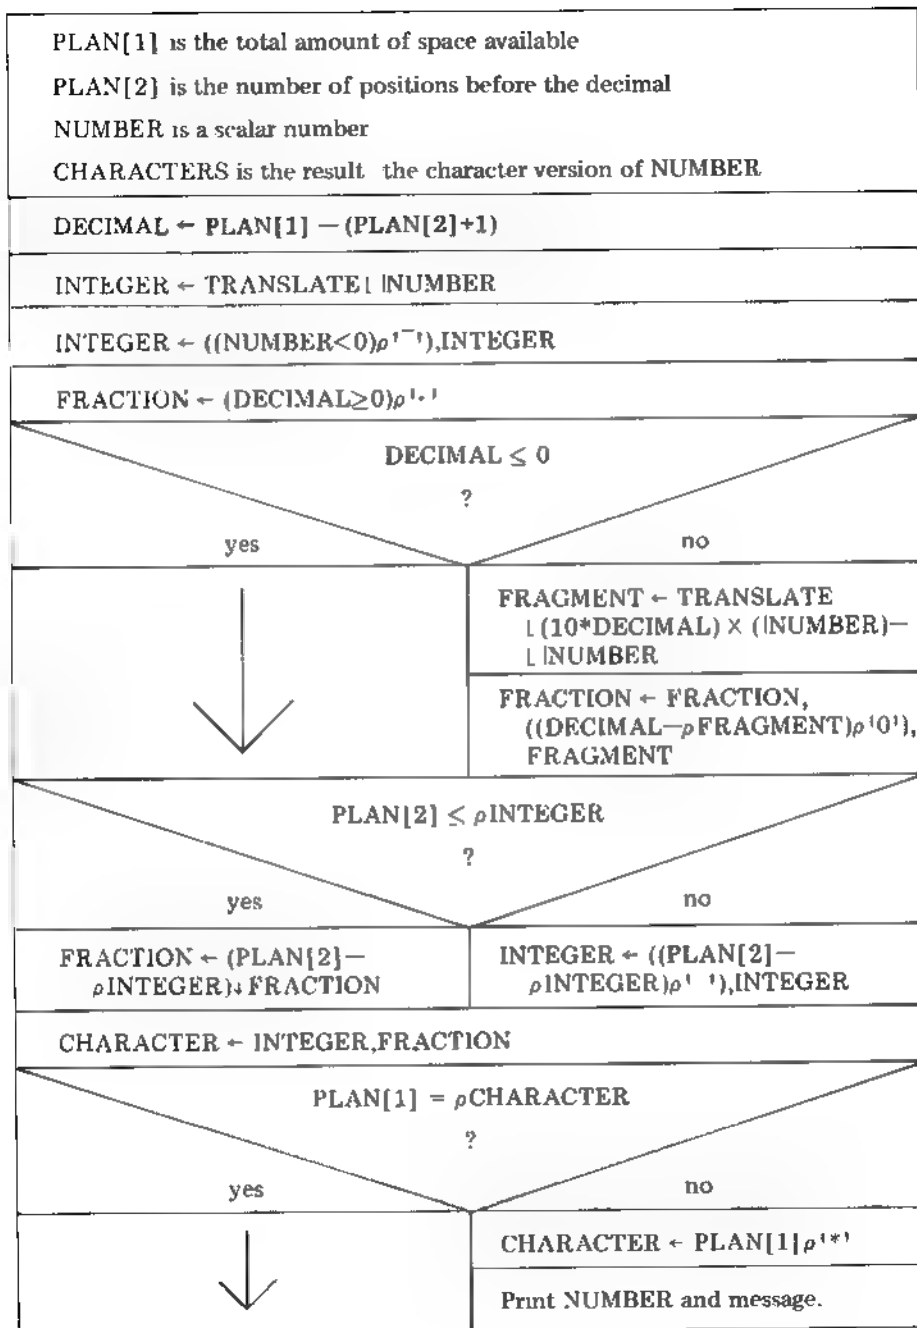 PLAN[1] is the total amount of space available
PLAN[2] is the number of positions before the decimal
NUMBER is a scalar number
CHARACTERS is the result the character version of NUMBER
DECIMAL ← PLAN[1] − (PLAN[2]+1)
INTEGER ← TRANSLATE⌊ |NUMBER
INTEGER ← ((NUMBER<0)ρ'¯'),INTEGER
FRACTION ← (DECIMAL≥0)ρ'.'
DECIMAL ≤ 0
?
yes
no
FRAGMENT ← TRANSLATE
⌊ (10*DECIMAL) × (|NUMBER)−
⌊ |NUMBER
FRACTION ← FRACTION,
((DECIMAL−ρFRAGMENT)ρ'0'),
FRAGMENT
PLAN[2] ≤ ρINTEGER
?
yes
no
FRACTION ← (PLAN[2]−
ρINTEGER)↓FRACTION
INTEGER ← ((PLAN[2]−
ρINTEGER)ρ' '),INTEGER
CHARACTER ← INTEGER,FRACTION
PLAN[1] = ρCHARACTER
?
yes
no
CHARACTER ← PLAN[1]ρ'*'
Print NUMBER and message.